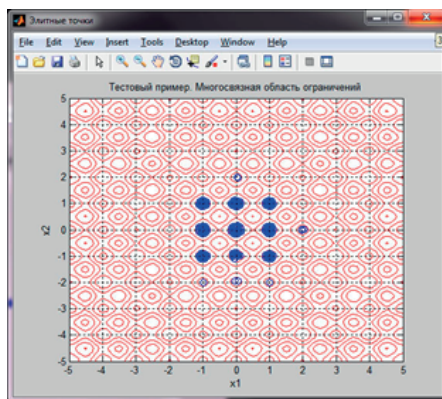 Элитные точки
File Edit View Insert Tools Desktop Window Help
Тестовый пример. Многосвязная область ограничений
5
4
3
2
1
0
-1
-2
-3
-4
-5
x2
-5 -4 -3 -2 -1 0 1 2 3 4 5
x1